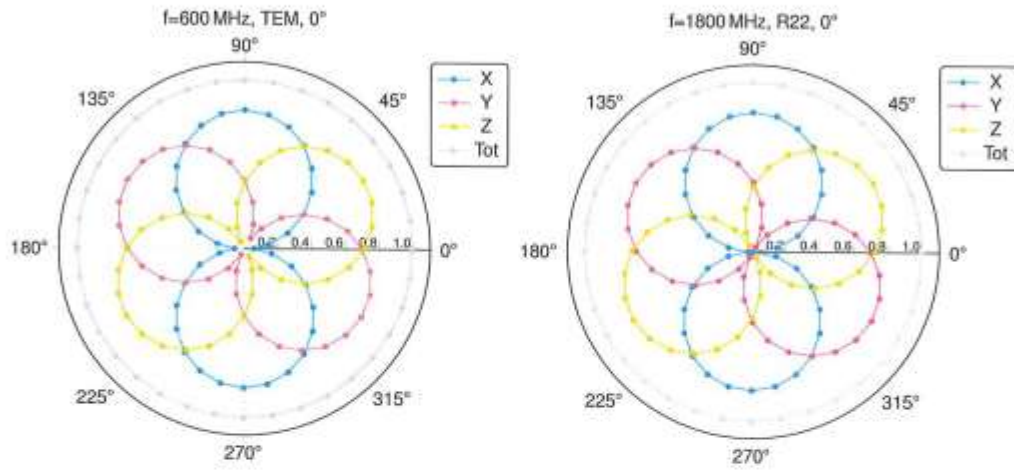 f=600 MHz, TEM, 0°
90°
135°
45°
X
Y
Z
Tot
180°
0.2 0.4 0.6 0.8 1.0
0°
225°
315°
270°
f=1800 MHz, R22, 0°
90°
135°
45°
X
Y
Z
Tot
180°
0.2 0.4 0.6 0.8 1.0
0°
225°
315°
270°